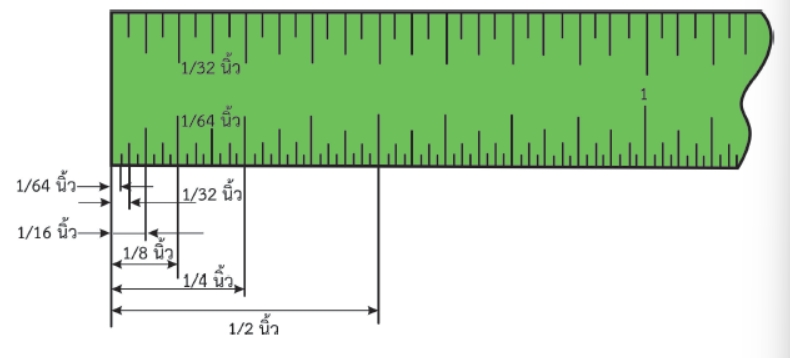 1/32 นิ้ว
1
1/64 นิ้ว
1/64 นิ้ว
1/32 นิ้ว
1/16 นิ้ว
1/8 นิ้ว
1/4 นิ้ว
1/2 นิ้ว